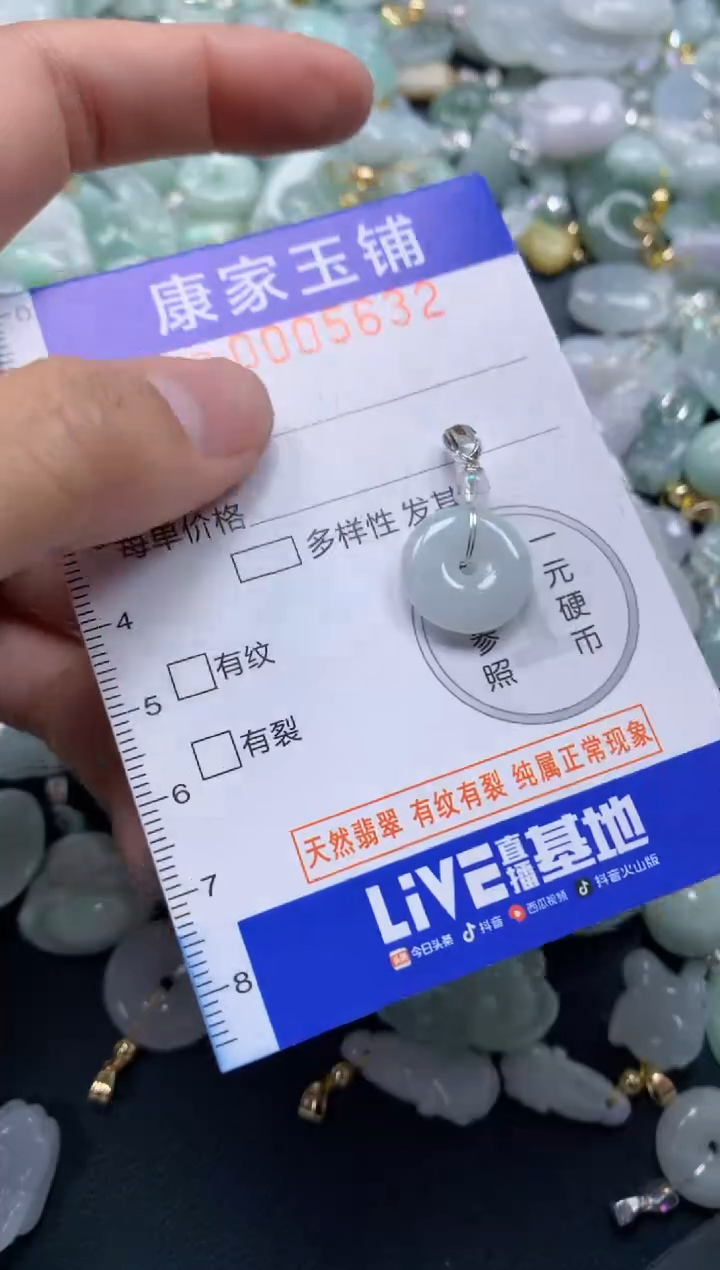 康家玉铺
0005632
每单价格
多样性 发其
一元硬币
参照
4
有纹
5
有裂
6
天然翡翠 有纹有裂 纯属正常现象
7
LiVE直播基地
今日头条 抖音 西瓜视频 抖音火山版
8